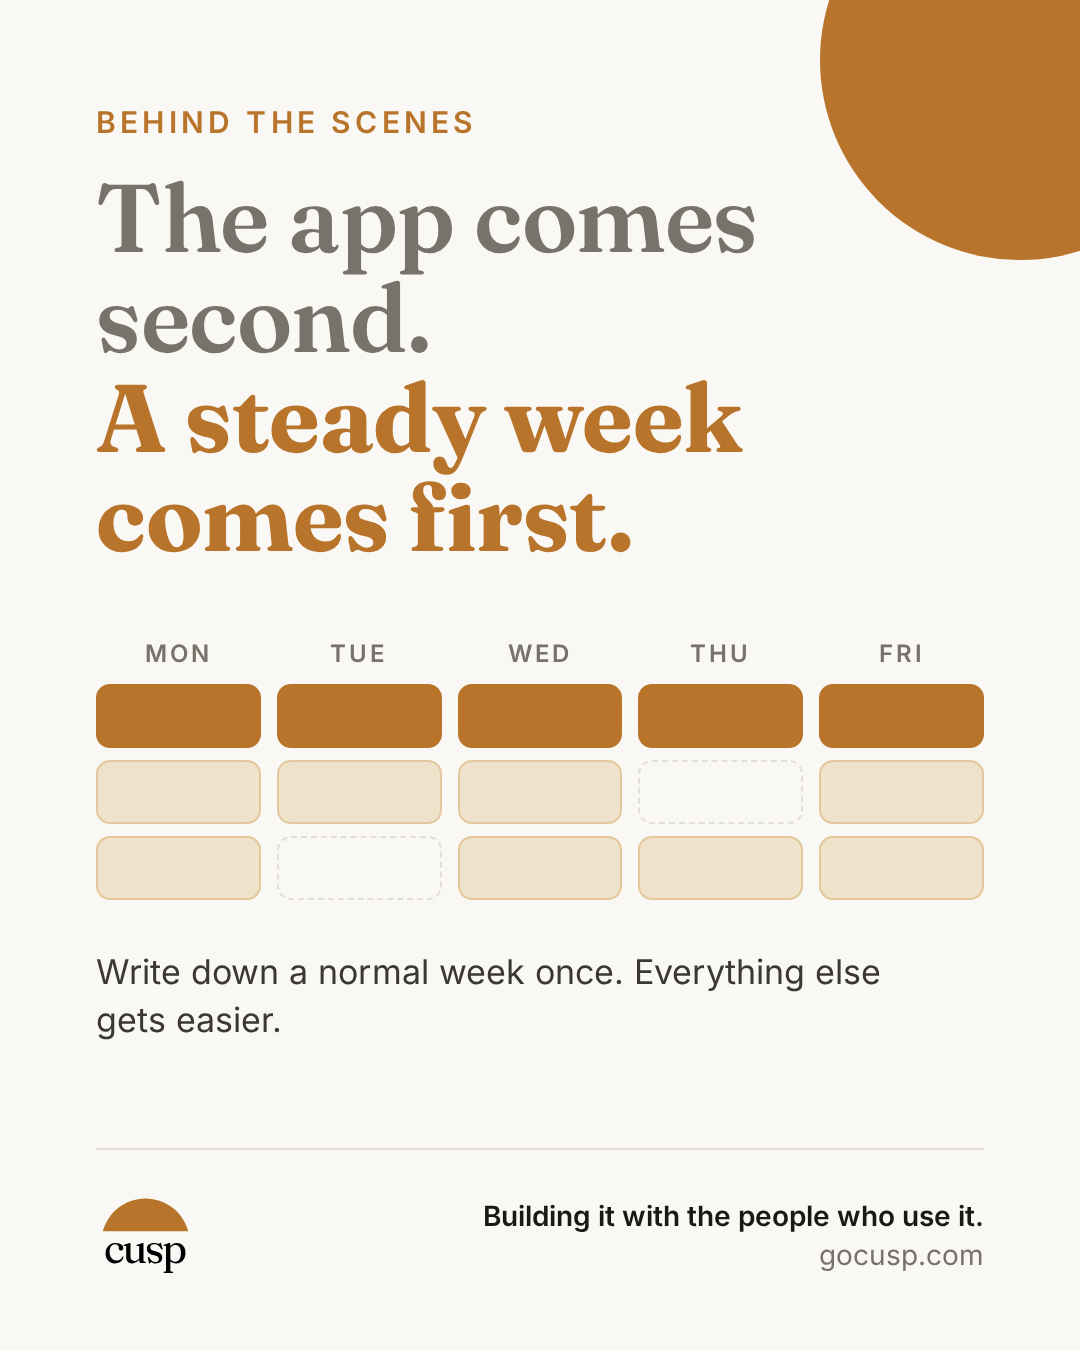 BEHIND THE SCENES
The app comes
second.
A steady week
comes first.
MON TUE WED THU FRI
Write down a normal week once. Everything else
gets easier.
cusp
Building it with the people who use it.
gocusp.com